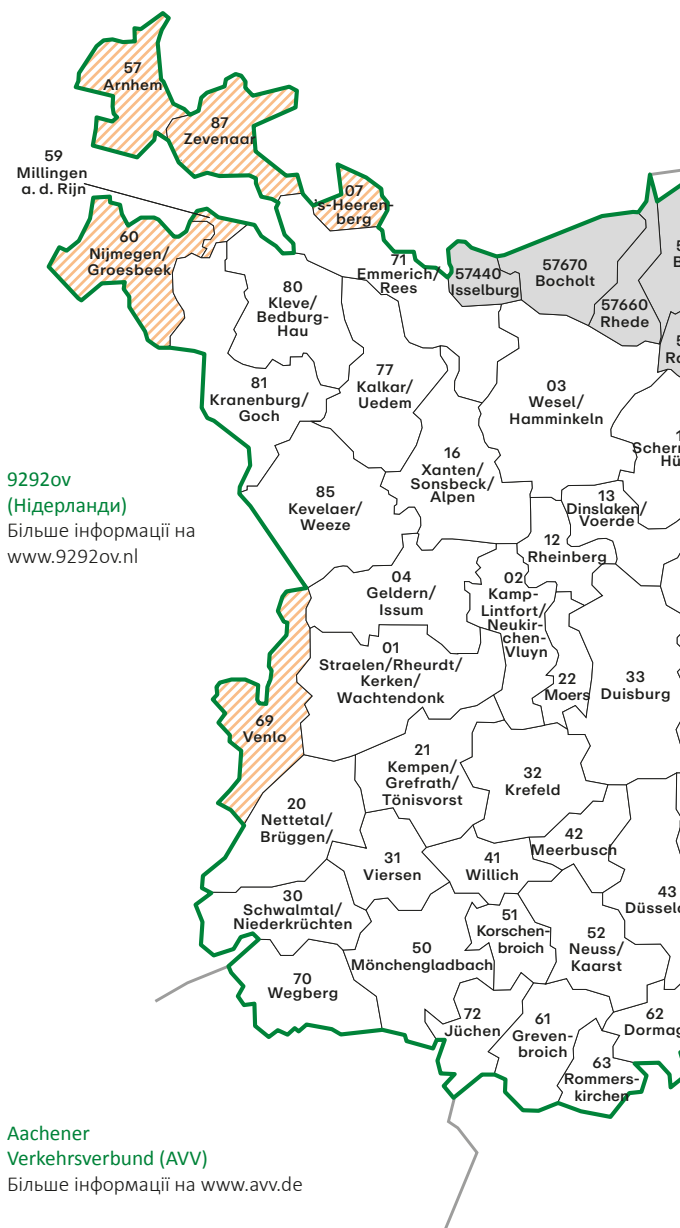 57
Arnhem
87
Zevenaar
59
Millingen
a. d. Rijn
07
's-Heeren-
berg
60
Nijmegen/
Groesbeek
71
Emmerich/
Rees
57440
Isselburg
57670
Bocholt
57660
Rhede
80
Kleve/
Bedburg-
Hau
77
Kalkar/
Uedem
81
Kranenburg/
Goch
03
Wesel/
Hamminkeln
16
Xanten/
Sonsbeck/
Alpen
9292ov
(Нідерланди)
Більше інформації на
www.9292ov.nl
85
Kevelaer/
Weeze
13
Dinslaken/
Voerde
12
Rheinberg
04
Geldern/
Issum
02
Kamp-
Lintfort/
Neukir-
chen-
Vluyn
01
Straelen/Rheurdt/
Kerken/
Wachtendonk
22
Moers
33
Duisburg
69
Venlo
21
Kempen/
Grefrath/
Tönisvorst
32
Krefeld
20
Nettetal/
Brüggen/
42
Meerbusch
31
Viersen
41
Willich
43
Düsseld
30
Schwalmtal/
Niederkrüchten
51
Korschen-
broich
52
Neuss/
Kaarst
50
Mönchengladbach
70
Wegberg
72
Jüchen
61
Greven-
broich
62
Dormag
63
Rommers-
kirchen
Aachener
Verkehrsverbund (AVV)
Більше інформації на www.avv.de